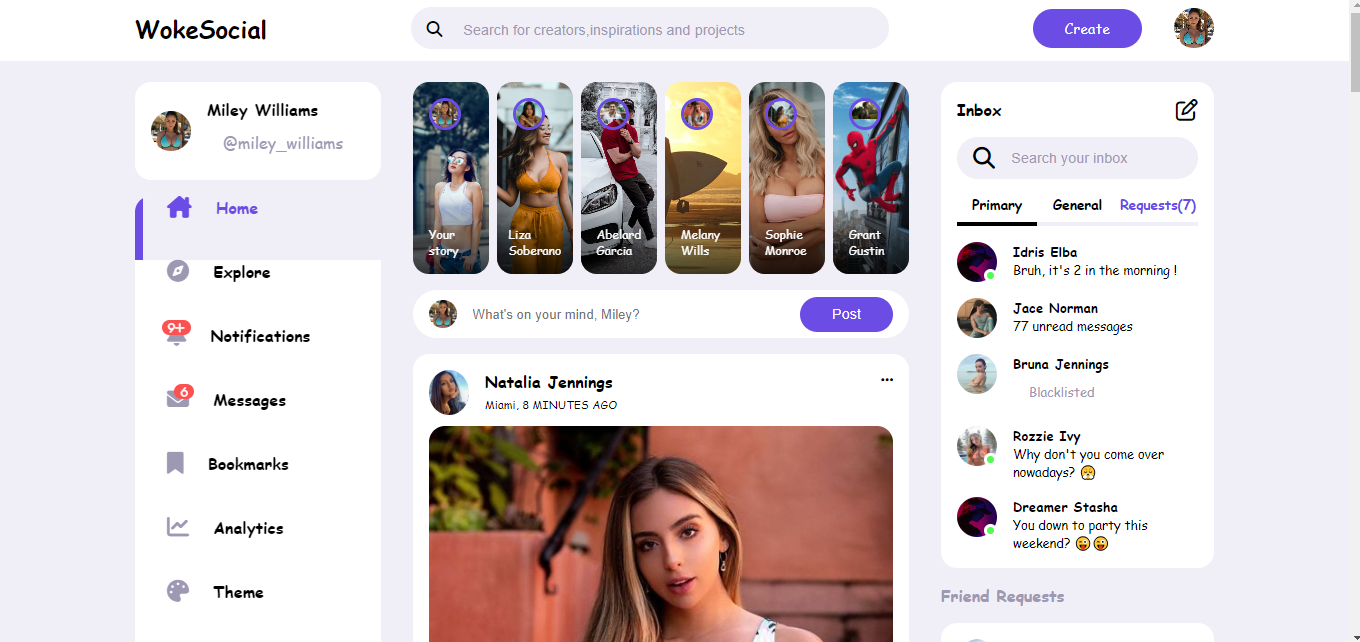 WokeSocial
Search for creators,inspirations and projects
Create
Miley Williams
@miley_williams
Home
Explore
9+
Notifications
6
Messages
Bookmarks
Analytics
Theme
Your
story
Liza
Soberano
Abelard
Garcia
Melany
Wills
Sophie
Monroe
Grant
Gustin
What's on your mind, Miley?
Post
Natalia Jennings
Miami, 8 MINUTES AGO
Inbox
Search your inbox
Primary
General
Requests(7)
Idris Elba
Bruh, it's 2 in the morning !
Jace Norman
77 unread messages
Bruna Jennings
Blacklisted
Rozzie Ivy
Why don't you come over
nowadays? 😤
Dreamer Stasha
You down to party this
weekend? 😜😜
Friend Requests